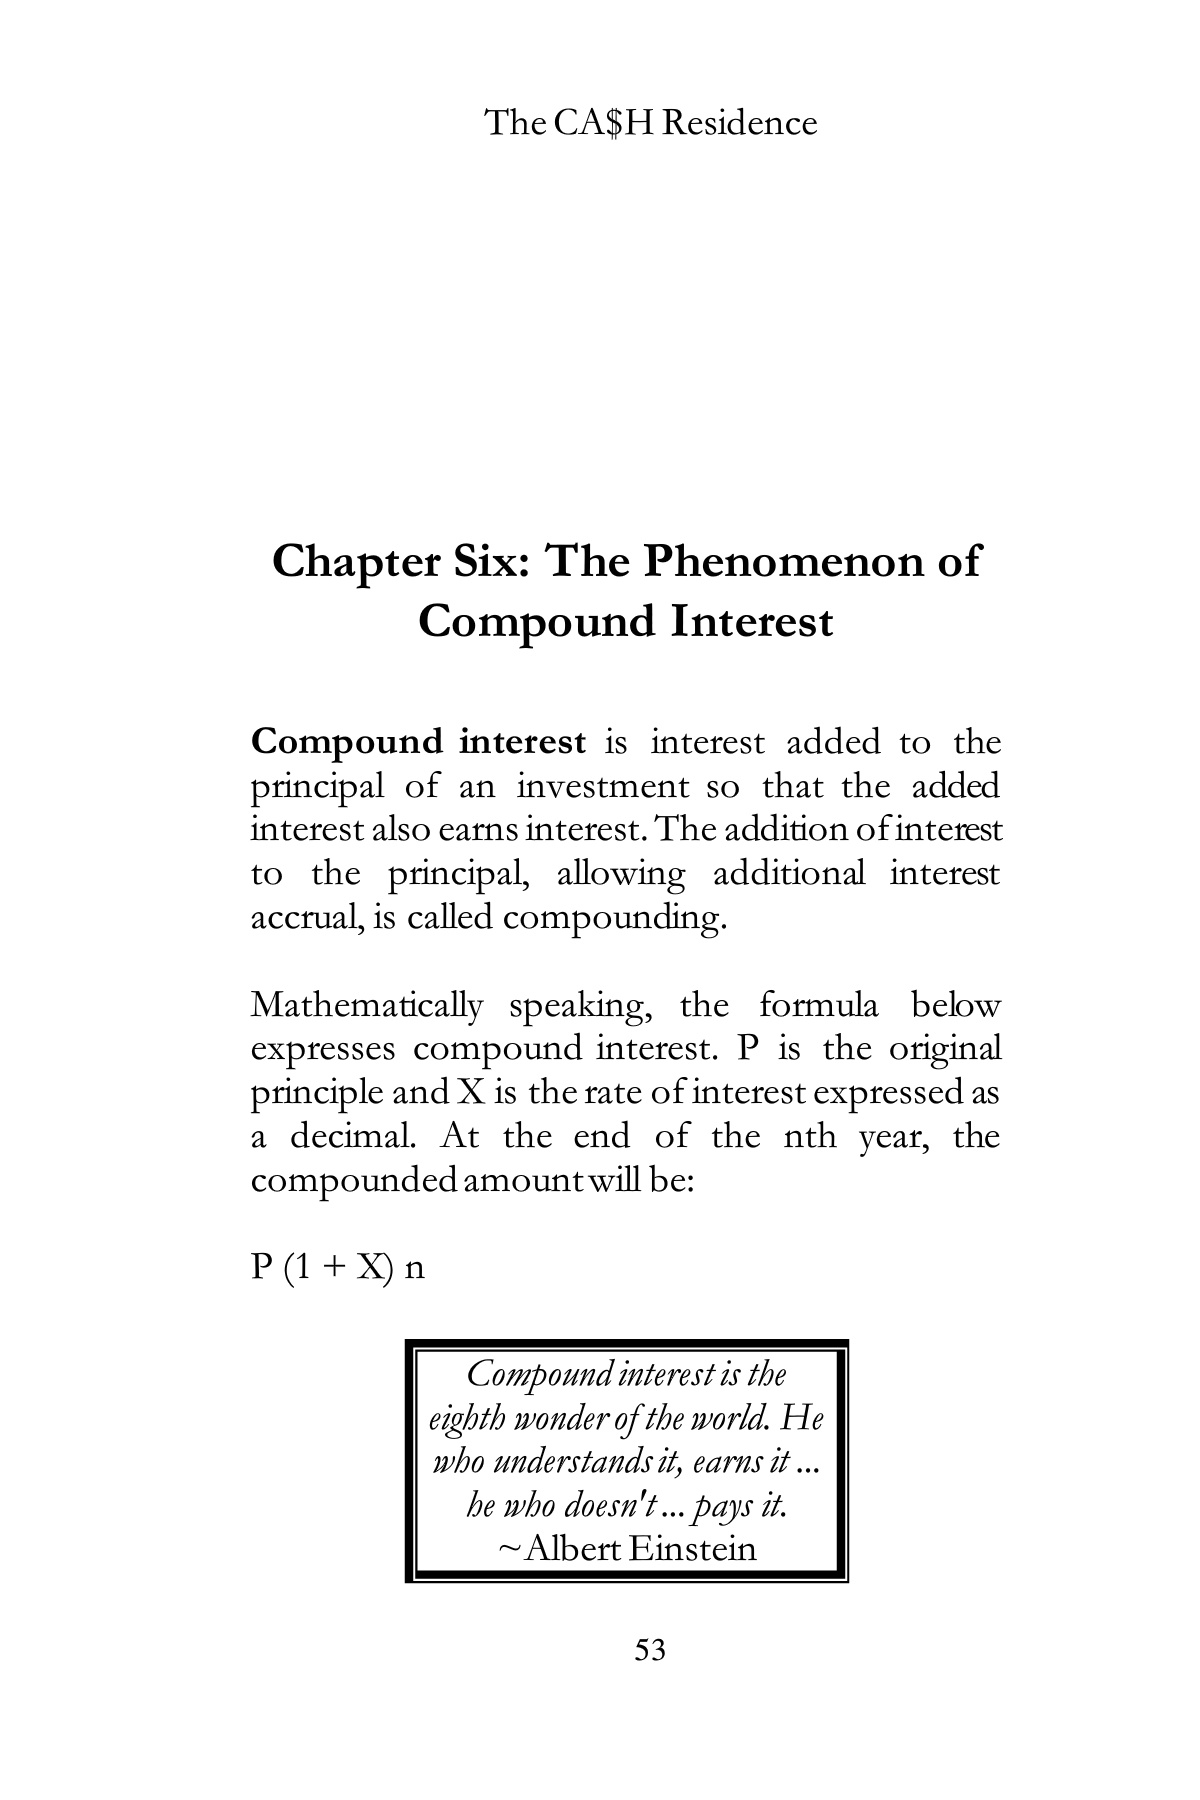 The CA$H Residence
Chapter Six: The Phenomenon of
Compound Interest
Compound interest is interest added to the
principal of an investment so that the added
interest also earns interest. The addition of interest
to the principal, allowing additional interest
accrual, is called compounding.
Mathematically speaking, the formula below
expresses compound interest. P is the original
principle and X is the rate of interest expressed as
a decimal. At the end of the nth year, the
compounded amount will be:
P (1 + X) n
Compound interest is the
eighth wonder of the world. He
who understands it, earns it ...
he who doesn't ... pays it.
~Albert Einstein
53